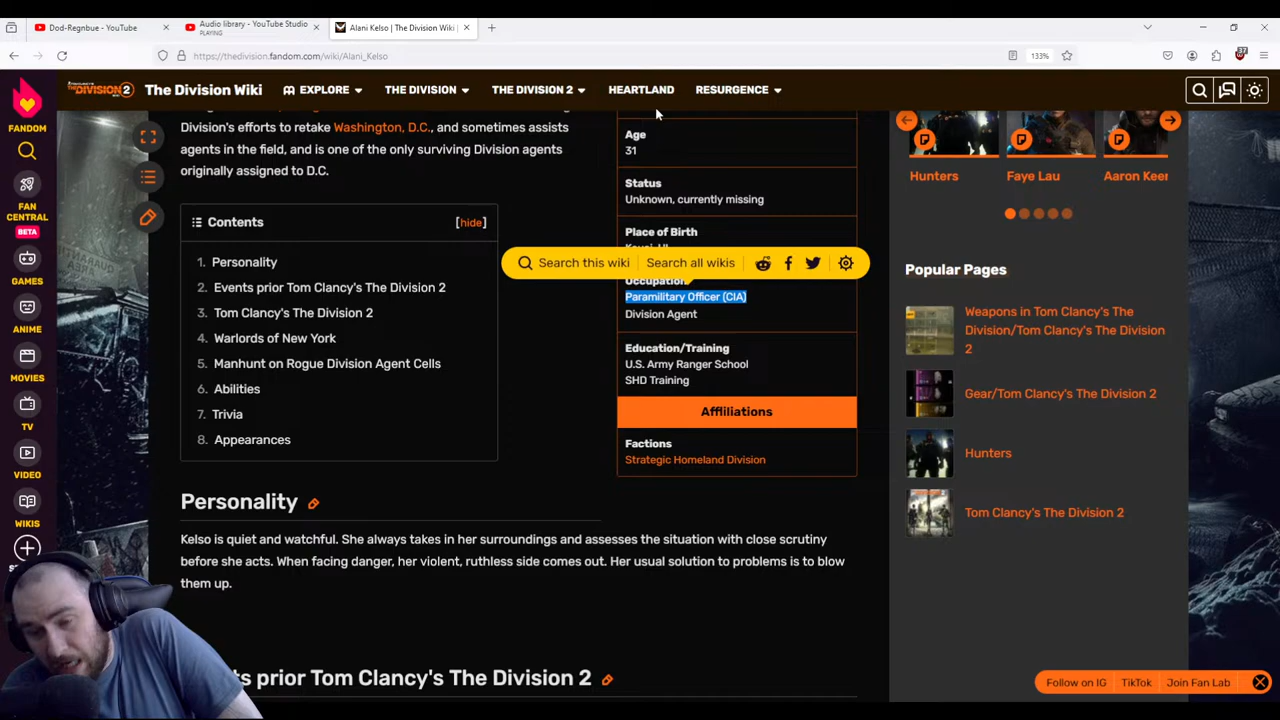 Dod-Regnbue - YouTube
Audio library - YouTube Studio
PLAYING
Alani Kelso | The Division Wiki |
https://thedivision.fandom.com/wiki/Alani_Kelso
133%
37
FANDOM
FAN CENTRAL
BETA
GAMES
ANIME
MOVIES
TV
VIDEO
WIKIS
TOM CLANCY'S
THE DIVISION 2
The Division Wiki
EXPLORE
THE DIVISION
THE DIVISION 2
HEARTLAND
RESURGENCE
Division's efforts to retake Washington, D.C., and sometimes assists
agents in the field, and is one of the only surviving Division agents
originally assigned to D.C.
Contents [hide]
1. Personality
2. Events prior Tom Clancy's The Division 2
3. Tom Clancy's The Division 2
4. Warlords of New York
5. Manhunt on Rogue Division Agent Cells
6. Abilities
7. Trivia
8. Appearances
Age
31
Status
Unknown, currently missing
Place of Birth
Search this wiki
Search all wikis
Occupation
Paramilitary Officer (CIA)
Division Agent
Education/Training
U.S. Army Ranger School
SHD Training
Affliliations
Factions
Strategic Homeland Division
Personality
Kelso is quiet and watchful. She always takes in her surroundings and assesses the situation with close scrutiny
before she acts. When facing danger, her violent, ruthless side comes out. Her usual solution to problems is to blow
them up.
ts prior Tom Clancy's The Division 2
Hunters
Faye Lau
Aaron Keen
Popular Pages
Weapons in Tom Clancy's The
Division/Tom Clancy's The Division
2
Gear/Tom Clancy's The Division 2
Hunters
Tom Clancy's The Division 2
Follow on IG
TikTok
Join Fan Lab